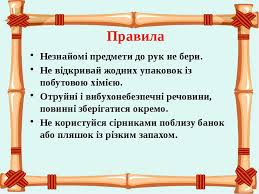 Правила
• Незнайомі предмети до рук не бери.
• Не відкривай жодних упаковок із
побутовою хімією.
• Отруйні і вибухонебезпечні речовини,
повинні зберігатися окремо.
• Не користуйся сірниками поблизу банок
або пляшок із різким запахом.